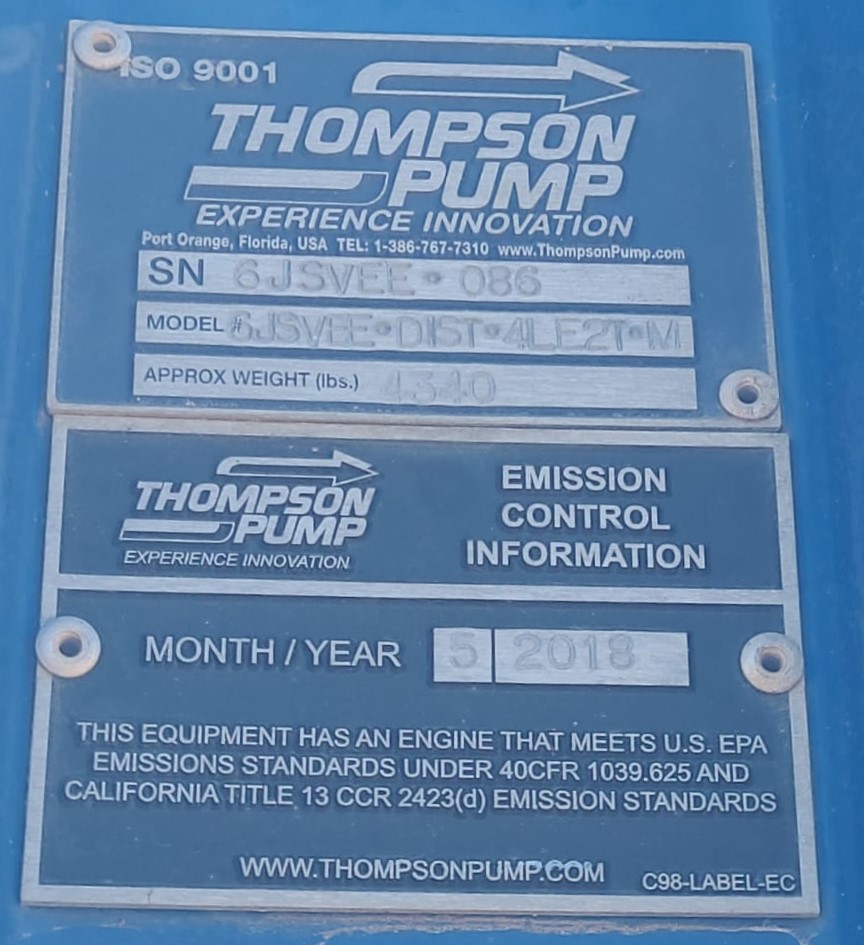 ISO 9001
THOMPSON
PUMP
EXPERIENCE INNOVATION
Port Orange, Florida, USA TEL: 1-386-767-7310 www.ThompsonPump.com
SN 6JSVEE • 086
MODEL # 6JSVEE•DIST•4LE2T•M
APPROX WEIGHT (lbs.) 4340
THOMPSON
PUMP
EXPERIENCE INNOVATION
EMISSION
CONTROL
INFORMATION
MONTH / YEAR 5 2018
THIS EQUIPMENT HAS AN ENGINE THAT MEETS U.S. EPA
EMISSIONS STANDARDS UNDER 40CFR 1039.625 AND
CALIFORNIA TITLE 13 CCR 2423(d) EMISSION STANDARDS
WWW.THOMPSONPUMP.COM
C98-LABEL-EC